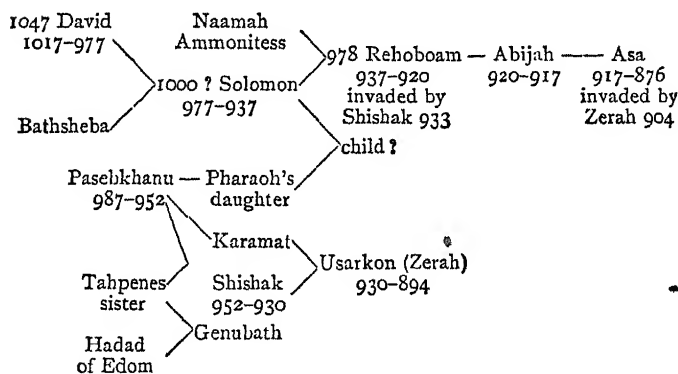 1047 David Naamah
1017–977 Ammonitess
978 Rehoboam — Abijah — Asa
1000 ? Solomon 937–920 920–917 917–876
977–937 invaded by invaded by
Bathsheba Shishak 933 Zerah 904
child ?
Pasebkhanu — Pharaoh's
987–952 daughter
Karamat
Usarkon (Zerah)
Tahpenes Shishak 930–894
sister 952–930
Genubath
Hadad
of Edom